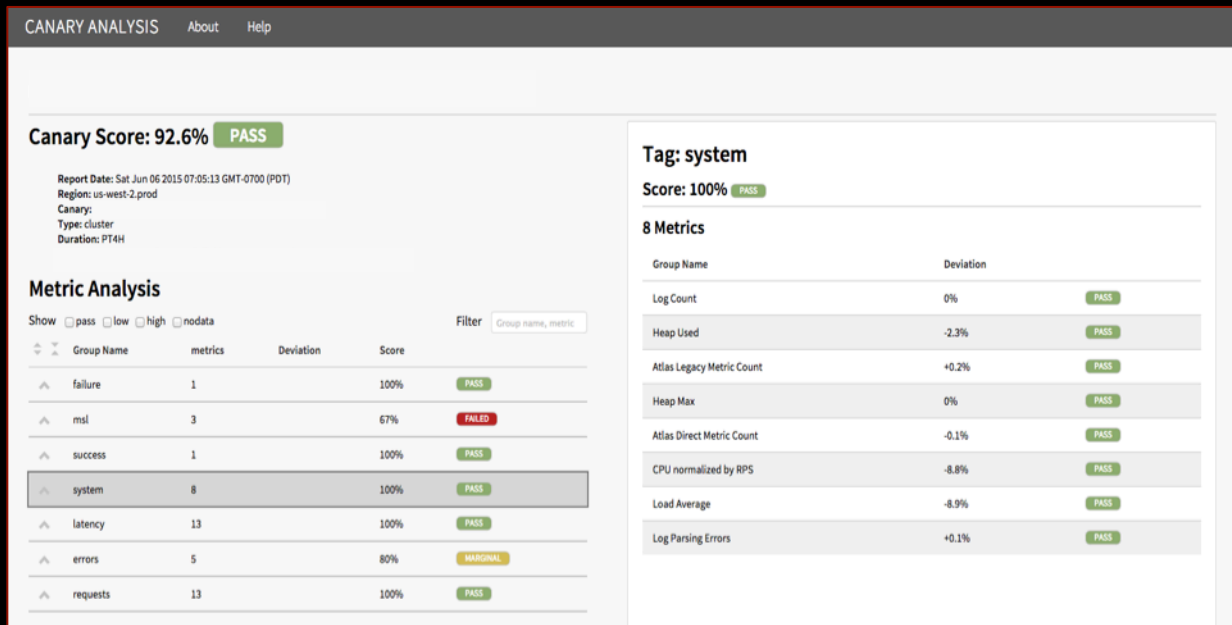 CANARY ANALYSIS About Help
Canary Score: 92.6% PASS
Report Date: Sat Jun 06 2015 07:05:13 GMT-0700 (PDT)
Region: us-west-2.prod
Canary:
Type: cluster
Duration: PT4H
Metric Analysis
Show pass low high nodata Filter Group name, metric
Group Name metrics Deviation Score
failure 1 100% PASS
msl 3 67% FAILED
success 1 100% PASS
system 8 100% PASS
latency 13 100% PASS
errors 5 80% MARGINAL
requests 13 100% PASS
Tag: system
Score: 100% PASS
8 Metrics
Group Name Deviation
Log Count 0% PASS
Heap Used -2.3% PASS
Atlas Legacy Metric Count +0.2% PASS
Heap Max 0% PASS
Atlas Direct Metric Count -0.1% PASS
CPU normalized by RPS -8.8% PASS
Load Average -8.9% PASS
Log Parsing Errors +0.1% PASS